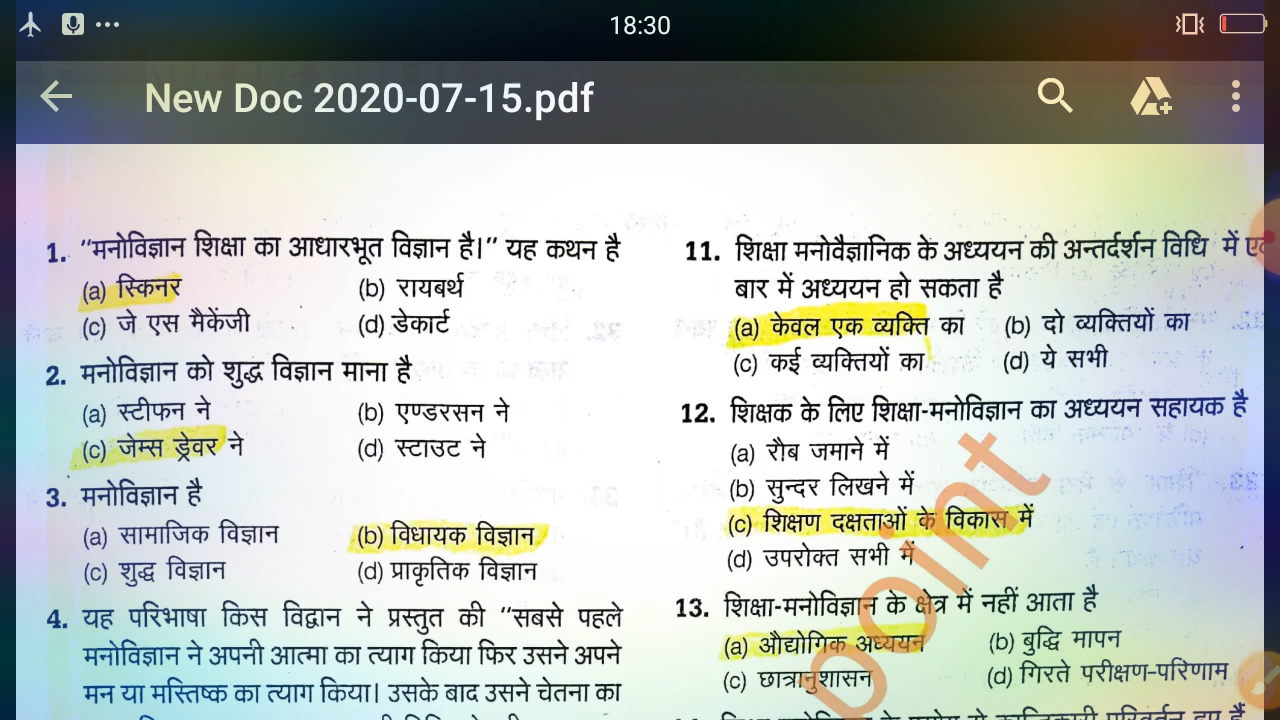 18:30
New Doc 2020-07-15.pdf
1. “मनोविज्ञान शिक्षा का आधारभूत विज्ञान है।” यह कथन है
(a) स्किनर (b) रायबर्थ
(c) जे एस मैकेंजी (d) डेकार्ट
2. मनोविज्ञान को शुद्ध विज्ञान माना है
(a) स्टीफन ने (b) एण्डरसन ने
(c) जेम्स ड्रेवर ने (d) स्टाउट ने
3. मनोविज्ञान है
(a) सामाजिक विज्ञान (b) विधायक विज्ञान
(c) शुद्ध विज्ञान (d) प्राकृतिक विज्ञान
4. यह परिभाषा किस विद्वान ने प्रस्तुत की “सबसे पहले
मनोविज्ञान ने अपनी आत्मा का त्याग किया फिर उसने अपने
मन या मस्तिष्क का त्याग किया। उसके बाद उसने चेतना का
11. शिक्षा मनोवैज्ञानिक के अध्ययन की अन्तर्दर्शन विधि में
बार में अध्ययन हो सकता है
(a) केवल एक व्यक्ति का (b) दो व्यक्तियों का
(c) कई व्यक्तियों का (d) ये सभी
12. शिक्षक के लिए शिक्षा-मनोविज्ञान का अध्ययन सहायक है
(a) रौब जमाने में
(b) सुन्दर लिखने में
(c) शिक्षण दक्षताओं के विकास में
(d) उपरोक्त सभी में
13. शिक्षा-मनोविज्ञान के क्षेत्र में नहीं आता है
(a) औद्योगिक अध्ययन (b) बुद्धि मापन
(c) छात्रानुशासन (d) गिरते परीक्षण-परिणाम
point